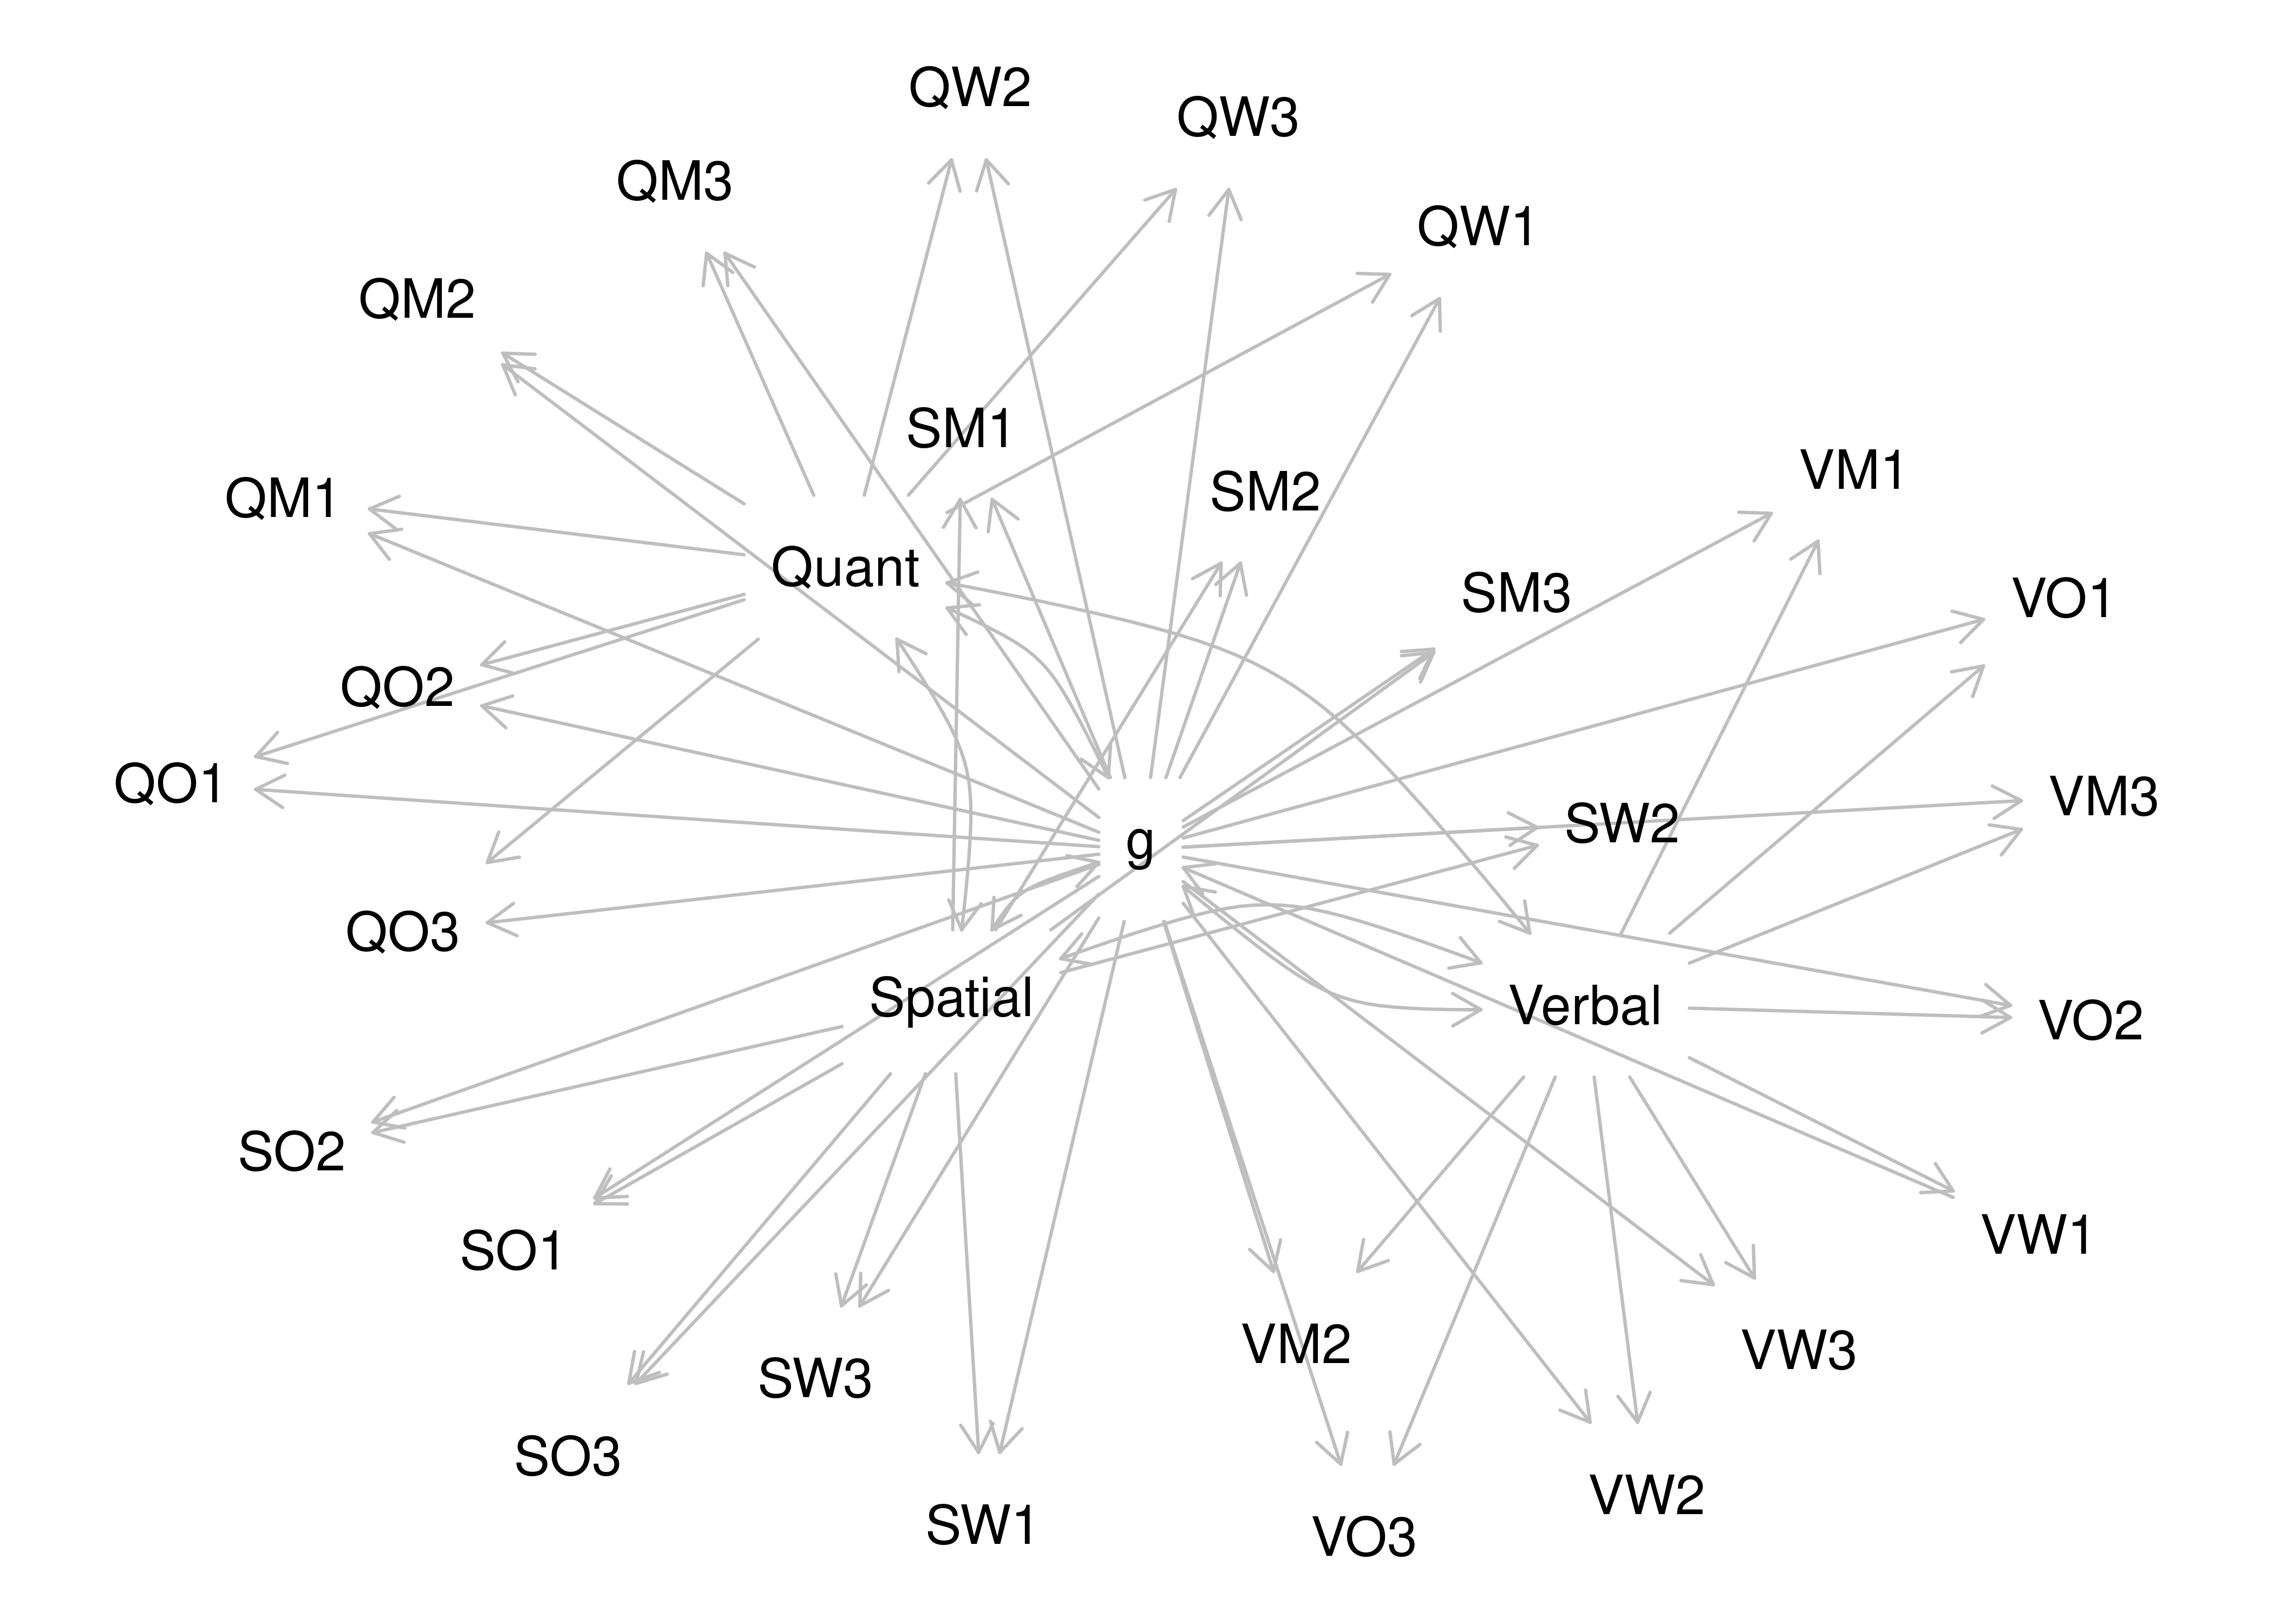 QW2
QW3
QM3
QW1
QM2
SM1
VM1
SM2
QM1
Quant
SM3
VO1
QO2
QO1
VM3
SW2
g
QO3
Spatial
Verbal
VO2
SO2
VW1
SO1
VM2
VW3
SW3
SO3
VW2
SW1
VO3